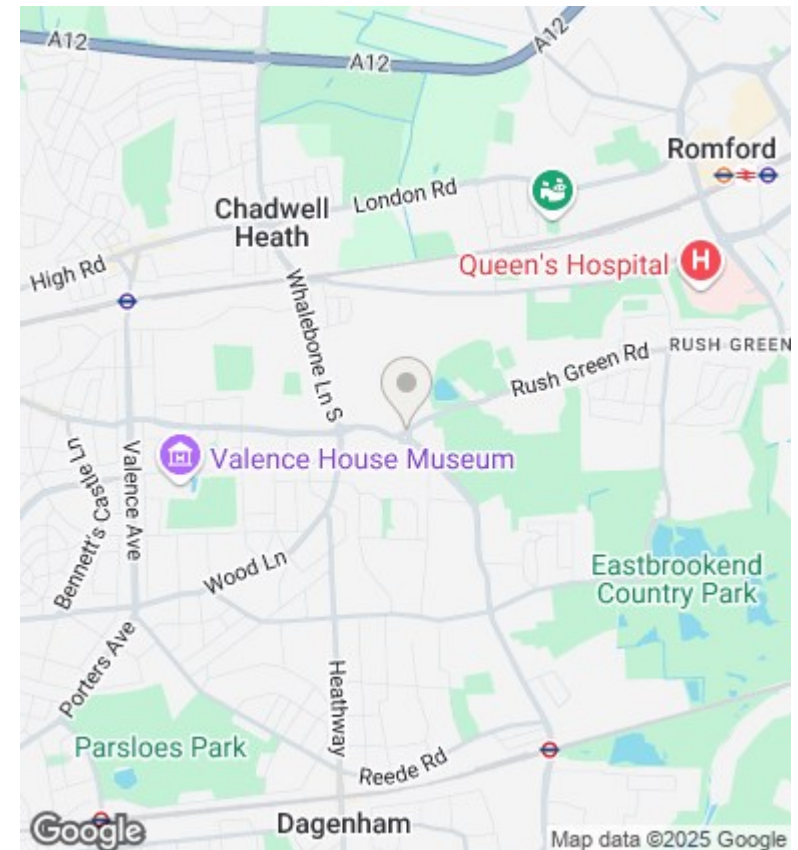 A12
A12
A12
Romford
London Rd
Chadwell
Heath
High Rd
Queen's Hospital
H
Whalebone Ln S
RUSH GREEN
Rush Green Rd
Valence House Museum
Bennett's Castle Ln
Valence Ave
Wood Ln
Eastbrookend
Country Park
Porters Ave
Heathway
Parsloes Park
Reede Rd
Dagenham
Google
Map data ©2025 Google